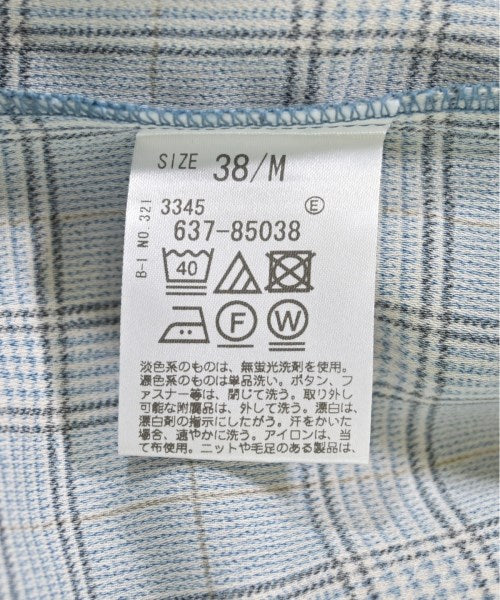 SIZE 38/M
B-1 NO.321
3345 E
637-85038
40
F W
淡色系のものは、無蛍光洗剤を使用。
濃色系のものは単品洗い。ボタン、フ
ァスナー等は、閉じて洗う。取り外し
可能な附属品は、外して洗う。漂白は、
漂白剤の指示にしたがう。汗をかいた
場合、速やかに洗う。アイロンは、当
て布使用。ニットや毛足のある製品は、